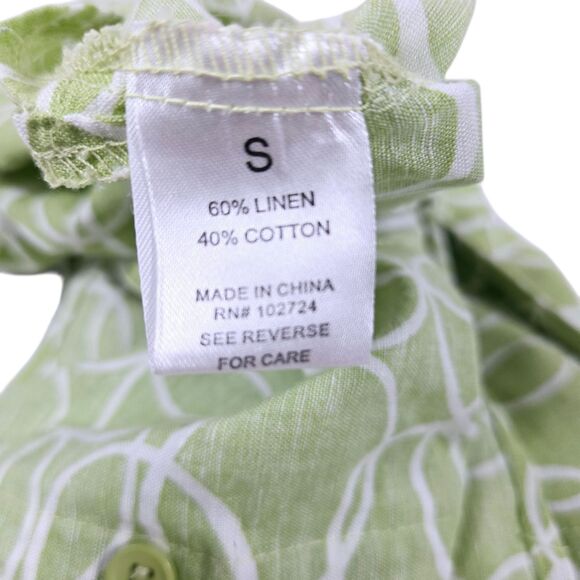 S
60% LINEN
40% COTTON
MADE IN CHINA
RN# 102724
SEE REVERSE
FOR CARE